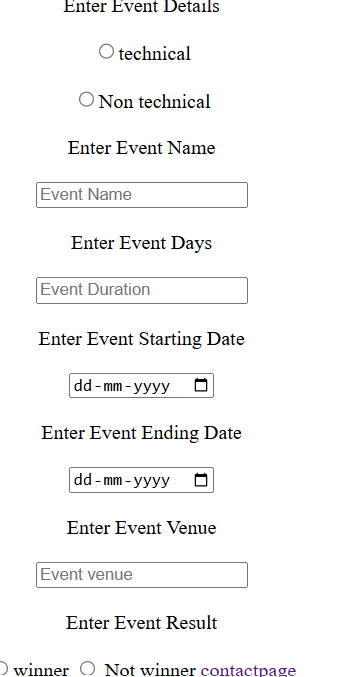 Enter Event Details
technical
Non technical
Enter Event Name
Event Name
Enter Event Days
Event Duration
Enter Event Starting Date
dd-mm-yyyy
Enter Event Ending Date
dd-mm-yyyy
Enter Event Venue
Event venue
Enter Event Result
winner Not winner contactpage